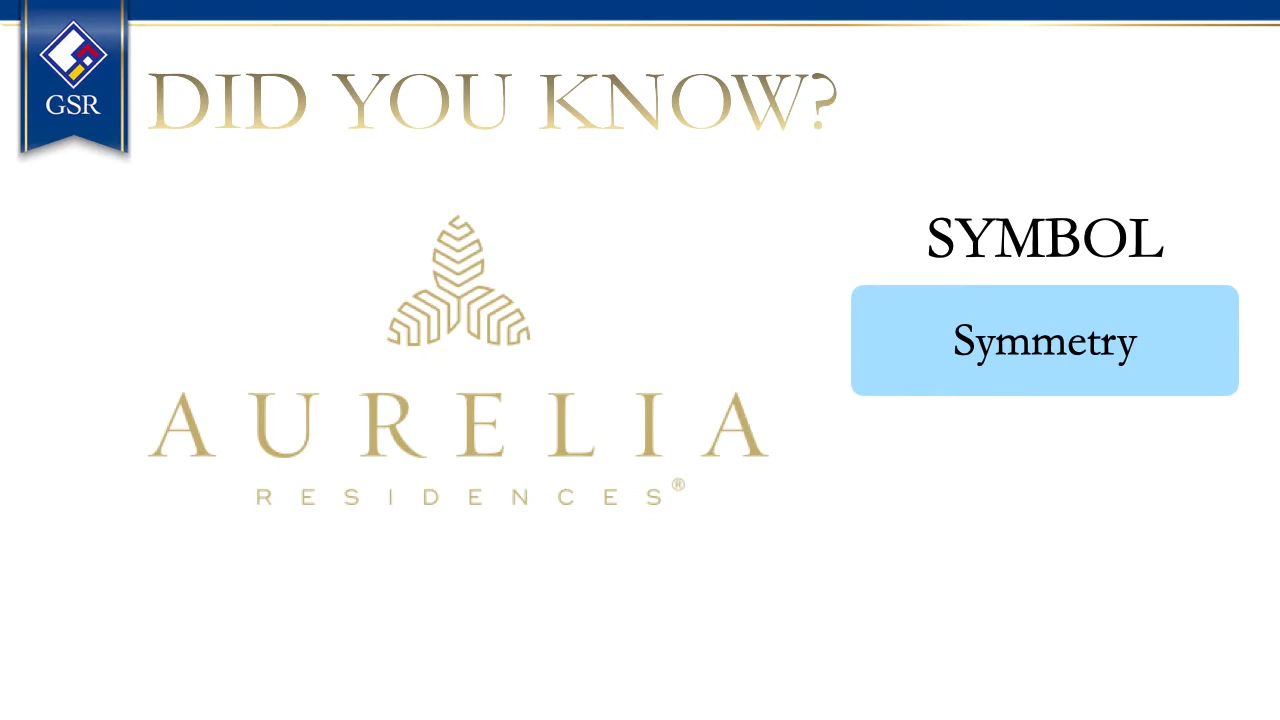 GSR
DID YOU KNOW?
SYMBOL
Symmetry
AURELIA
RESIDENCES®